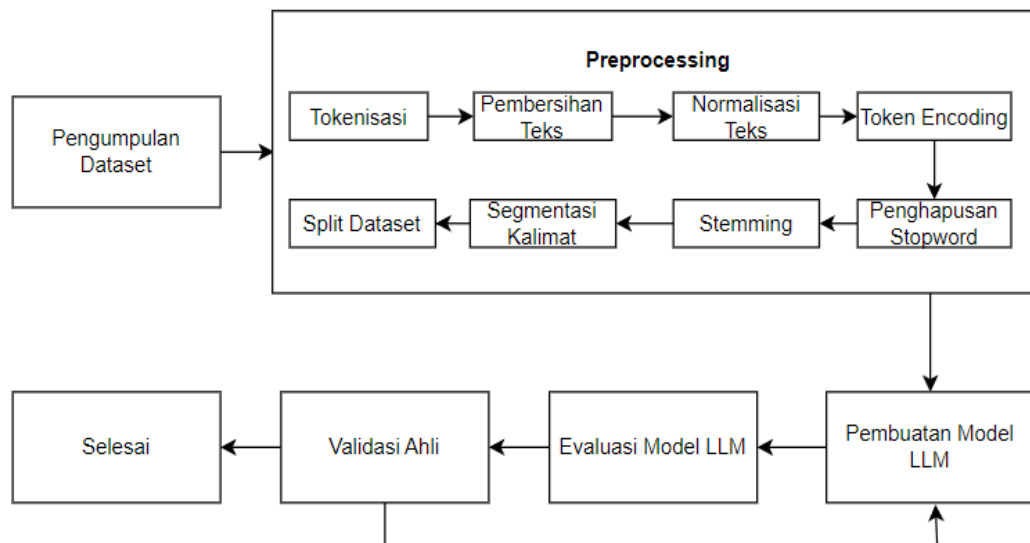 Preprocessing
Pengumpulan
Dataset
Tokenisasi
Pembersihan
Teks
Normalisasi
Teks
Token Encoding
Split Dataset
Segmentasi
Kalimat
Stemming
Penghapusan
Stopword
Selesai
Validasi Ahli
Evaluasi Model LLM
Pembuatan Model
LLM